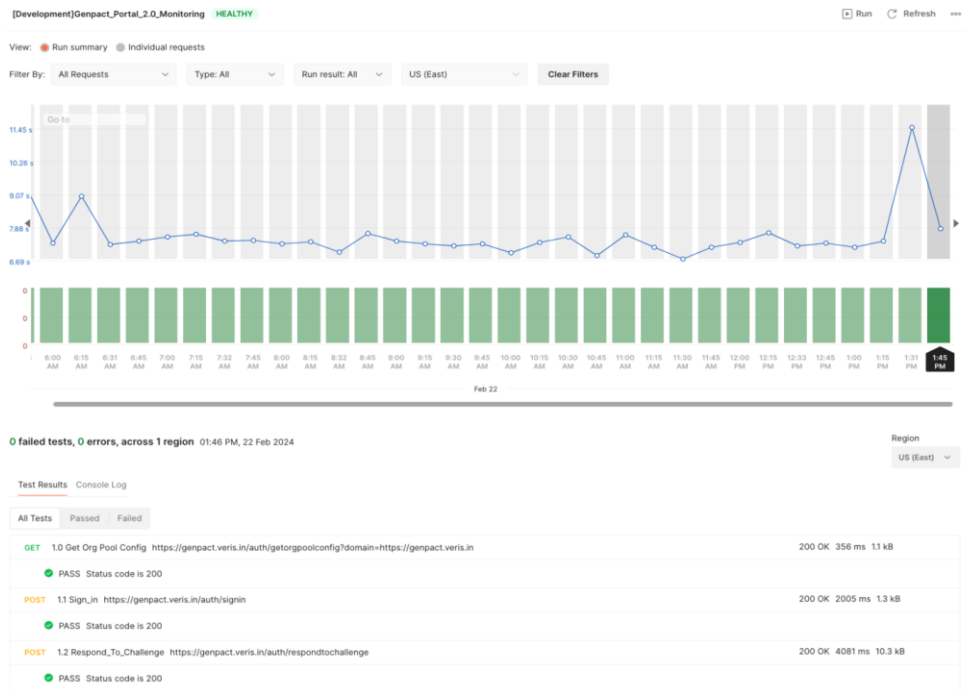 [Development]Genpact_Portal_2.0_Monitoring HEALTHY Run Refresh
View: Run summary Individual requests
Filter By: All Requests Type: All Run result: All US (East) Clear Filters
Go to
11.45 s
10.26 s
9.07 s
7.88 s
6.69 s
0
0
0
6:00 AM 6:15 AM 6:31 AM 6:45 AM 7:00 AM 7:15 AM 7:32 AM 7:45 AM 8:00 AM 8:15 AM 8:32 AM 8:45 AM 9:00 AM 9:15 AM 9:30 AM 9:45 AM 10:00 AM 10:15 AM 10:30 AM 10:45 AM 11:00 AM 11:15 AM 11:30 AM 11:45 AM 12:00 PM 12:15 PM 12:33 PM 12:45 PM 1:00 PM 1:15 PM 1:31 PM 1:45 PM
Feb 22
0 failed tests, 0 errors, across 1 region 01:46 PM, 22 Feb 2024
Region
US (East)
Test Results Console Log
All Tests Passed Failed
GET 1.0 Get Org Pool Config https://genpact.veris.in/auth/getorgpoolconfig?domain=https://genpact.veris.in 200 OK 356 ms 1.1 kB
PASS Status code is 200
POST 1.1 Sign_in https://genpact.veris.in/auth/signin 200 OK 2005 ms 1.3 kB
PASS Status code is 200
POST 1.2 Respond_To_Challenge https://genpact.veris.in/auth/respondtochallenge 200 OK 4081 ms 10.3 kB
PASS Status code is 200